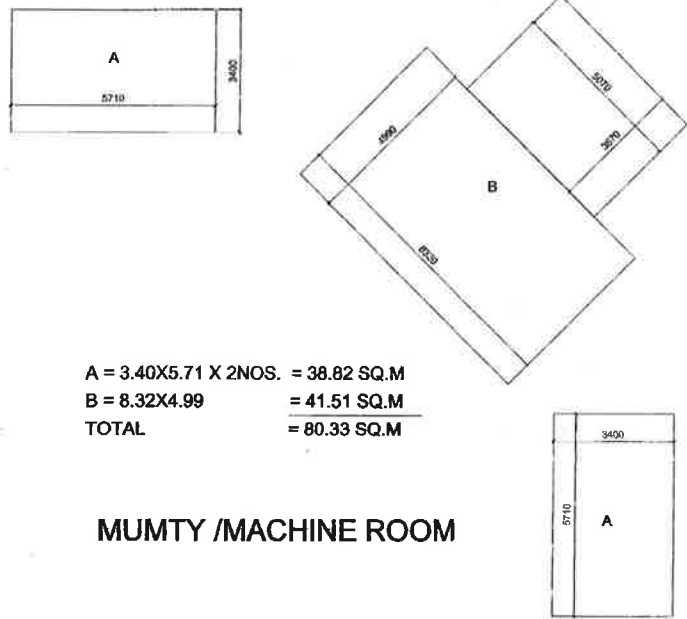 A
5710
3400
5070
3870
4990
B
8320
A = 3.40X5.71 X 2NOS. = 38.82 SQ.M
B = 8.32X4.99 = 41.51 SQ.M
TOTAL = 80.33 SQ.M
3400
5710
A
MUMTY /MACHINE ROOM